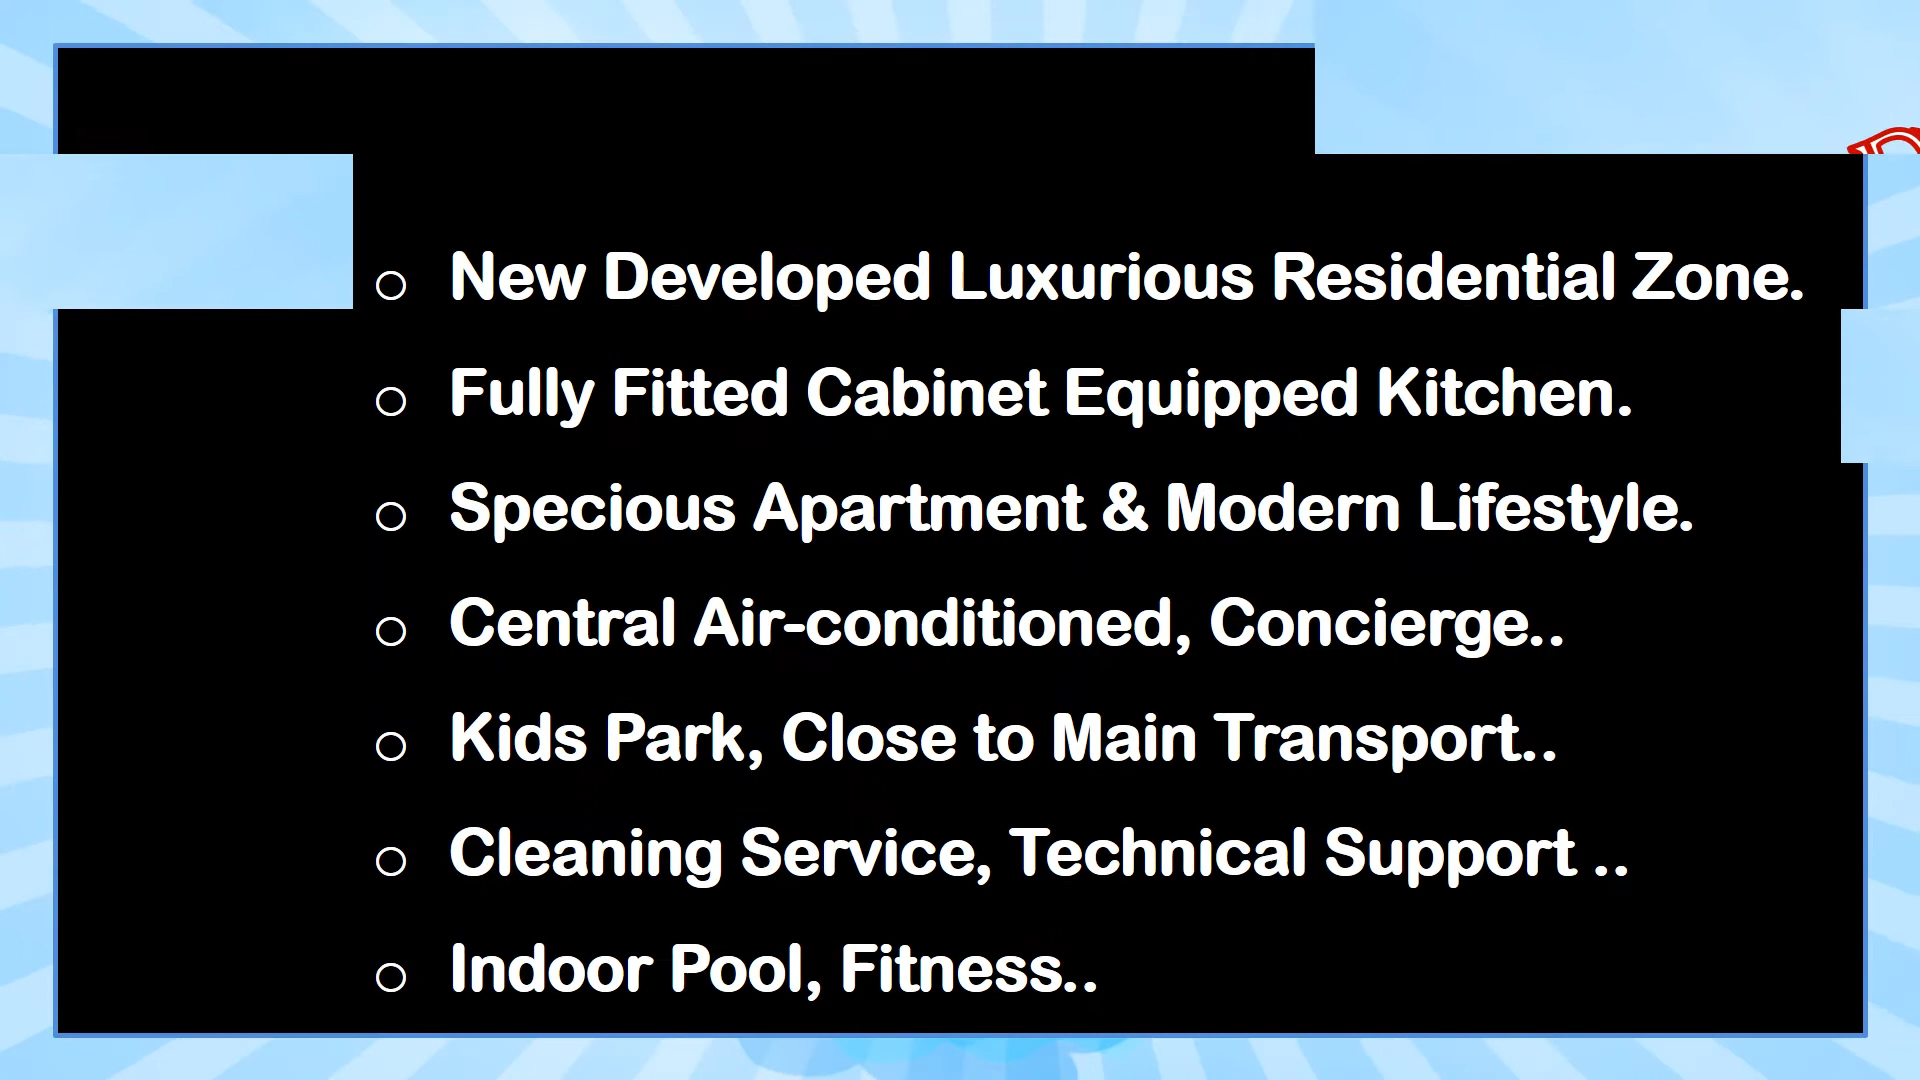 New Developed Luxurious Residential Zone.
Fully Fitted Cabinet Equipped Kitchen.
Specious Apartment & Modern Lifestyle.
Central Air-conditioned, Concierge..
Kids Park, Close to Main Transport..
Cleaning Service, Technical Support ..
Indoor Pool, Fitness..